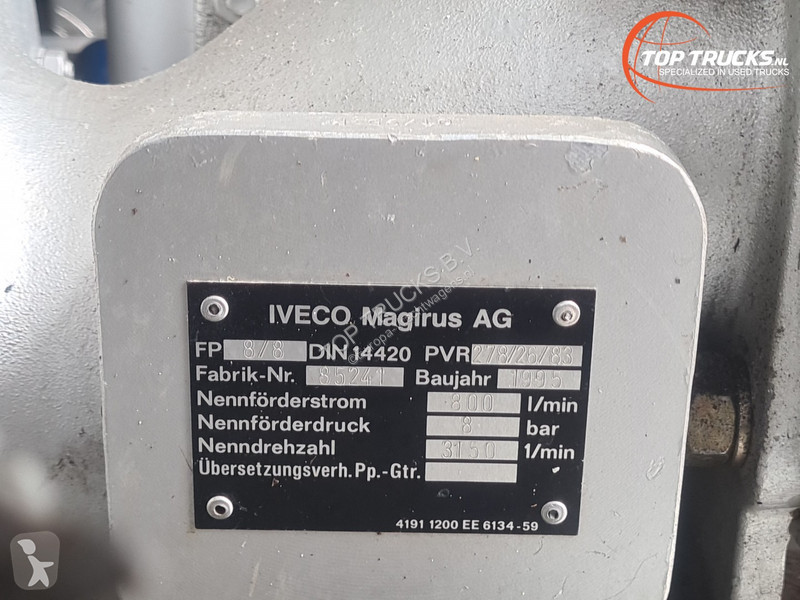 TOP TRUCKS.NL
SPECIALIZED IN USED TRUCKS
TOP TRUCKS B.V.
IVECO Magirus AG
FP 8/8 DIN 14420 PVR 278/26/83
Fabrik-Nr. 85241 Baujahr 1995
Nennförderstrom 800 l/min
Nennförderdruck 8 bar
Nenndrehzahl 3150 1/min
Übersetzungsverh. Pp.-Gtr.
4191 1200 EE 6134-59